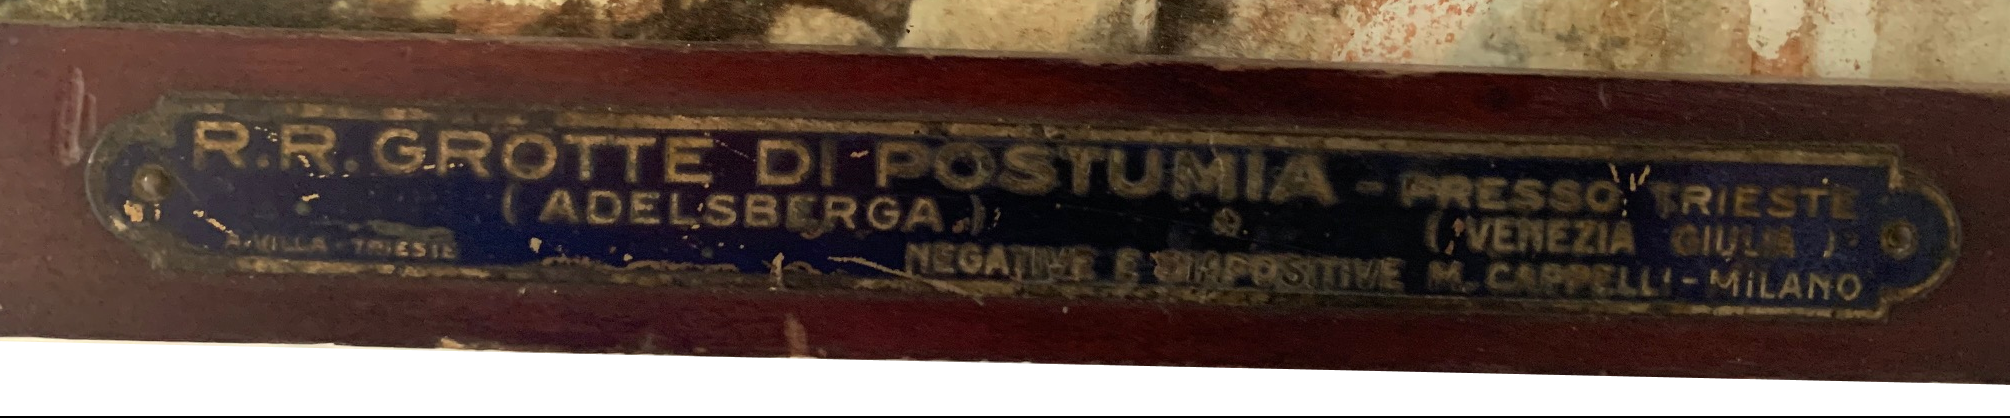 R.R. GROTTE DI POSTUMIA - PRESSO TRIESTE
( ADELSBERGA ) ( VENEZIA GIULIA )
A. VILLA - TRIESTE
NEGATIVE E DIAPOSITIVE M. CAPPELLI - MILANO